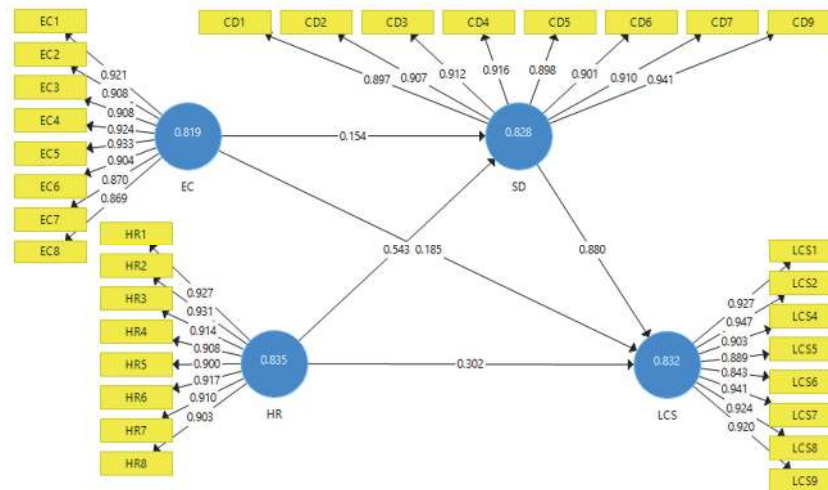 EC1
EC2
EC3
EC4
EC5
EC6
EC7
EC8
0.921
0.908
0.908
0.924
0.933
0.904
0.870
0.869
0.819
EC
CD1
CD2
CD3
CD4
CD5
CD6
CD7
CD9
0.897
0.907
0.912
0.916
0.898
0.901
0.910
0.941
0.828
SD
0.154
0.543
0.185
0.880
0.302
HR1
HR2
HR3
HR4
HR5
HR6
HR7
HR8
0.927
0.931
0.914
0.908
0.900
0.917
0.910
0.903
0.835
HR
0.832
LCS
0.927
0.947
0.903
0.889
0.843
0.941
0.924
0.920
LCS1
LCS2
LCS4
LCS5
LCS6
LCS7
LCS8
LCS9